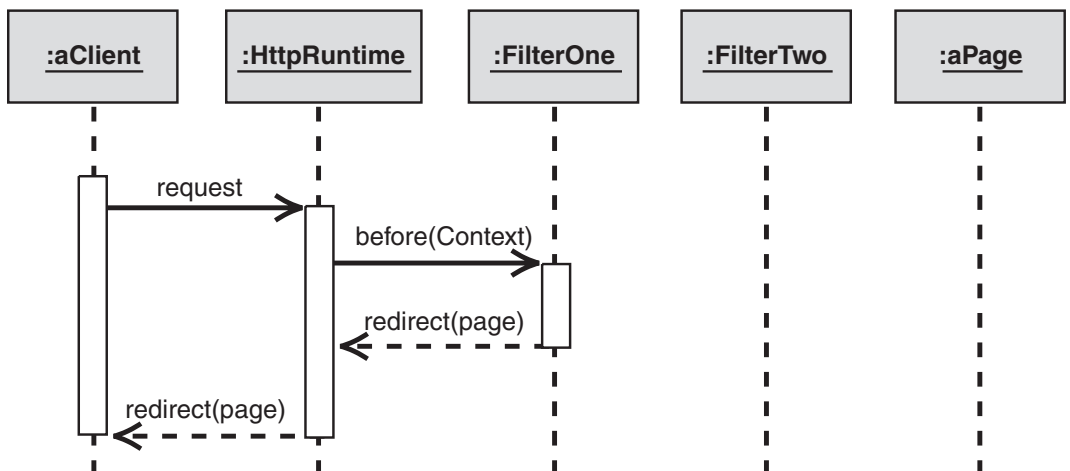 :aClient
:HttpRuntime
:FilterOne
:FilterTwo
:aPage
request
before(Context)
redirect(page)
redirect(page)